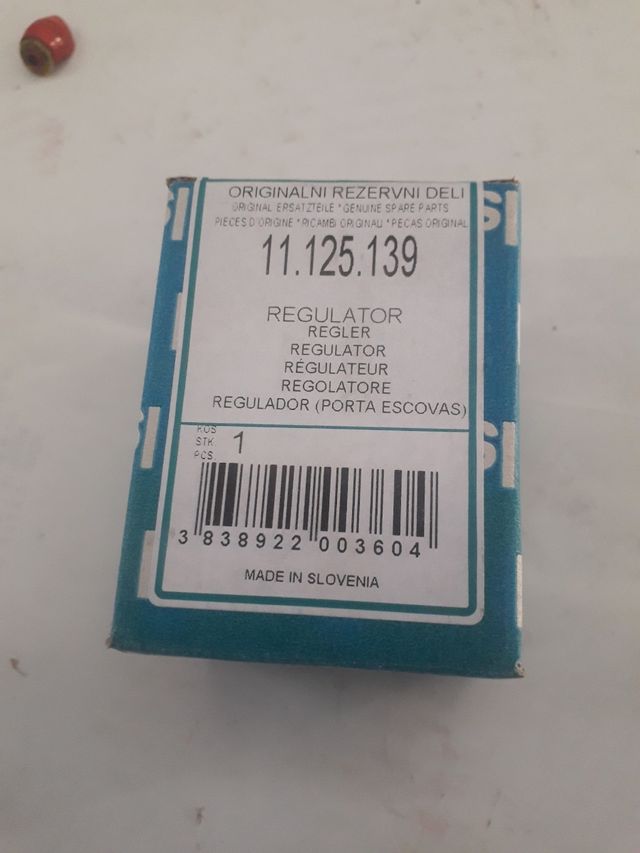 ORIGINALNI REZERVNI DELI
ORIGINAL ERSATZTEILE * GENUINE SPARE PARTS
PIECES D'ORIGINE * RICAMBI ORIGINALI * PECAS ORIGINAL
11.125.139
REGULATOR
REGLER
REGULATOR
RÉGULATEUR
REGOLATORE
REGULADOR (PORTA ESCOVAS)
KOS
STK 1
PCS
3 838922 003604
MADE IN SLOVENIA